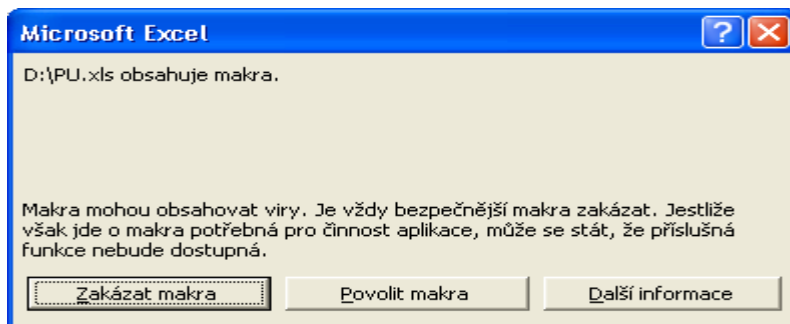 Microsoft Excel
D:\PU.xls obsahuje makra.
Makra mohou obsahovat viry. Je vždy bezpečnější makra zakázat. Jestliže
však jde o makra potřebná pro činnost aplikace, může se stát, že příslušná
funkce nebude dostupná.
Zakázat makra Povolit makra Další informace